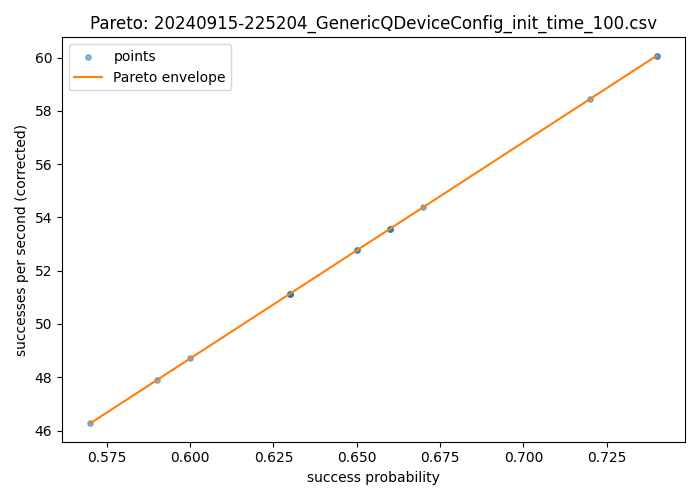 Pareto: 20240915-225204_GenericQDeviceConfig_init_time_100.csv
points
Pareto envelope
successes per second (corrected)
60
58
56
54
52
50
48
46
0.575 0.600 0.625 0.650 0.675 0.700 0.725
success probability